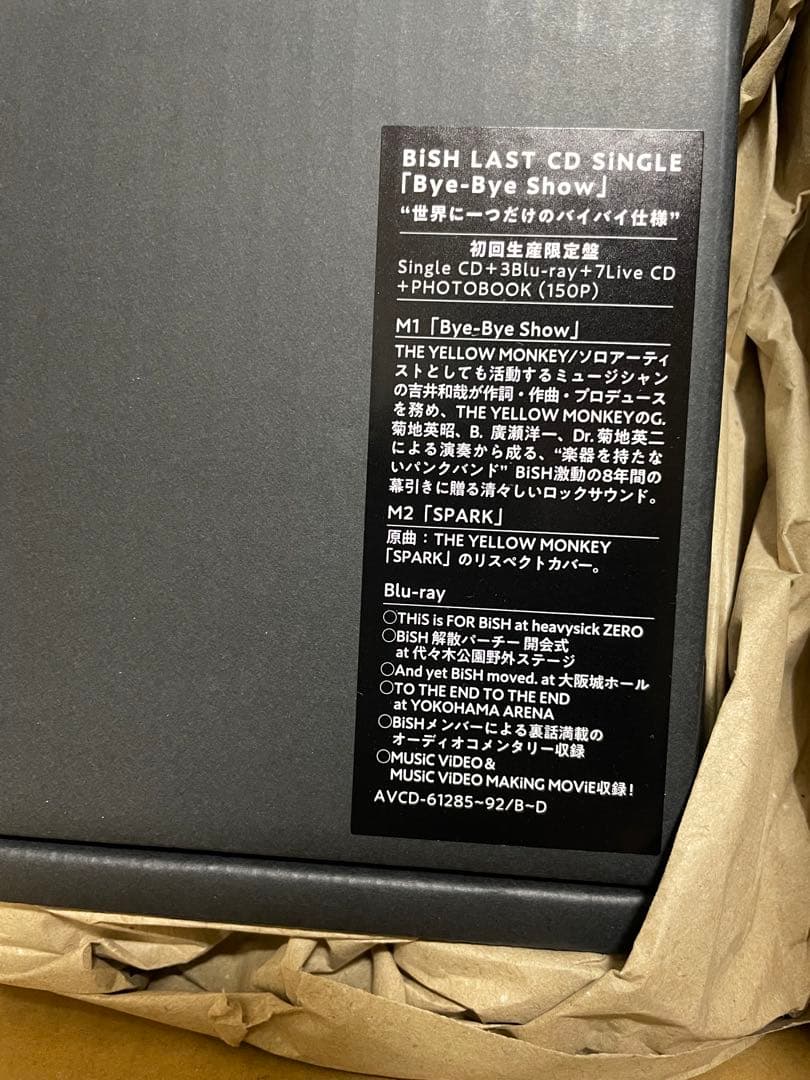 BiSH LAST CD SiNGLE
「Bye-Bye Show」
“世界に一つだけのバイバイ仕様”
初回生産限定盤
Single CD+3Blu-ray+7Live CD
+PHOTOBOOK (150P)
M1「Bye-Bye Show」
THE YELLOW MONKEY/ソロアーティ
ストとしても活動するミュージシャン
の吉井和哉が作詞・作曲・プロデュース
を務め、THE YELLOW MONKEYのG.
菊地英昭、B. 廣瀬洋一、Dr. 菊地英二
による演奏から成る、“楽器を持たな
いパンクバンド” BiSH激動の8年間の
幕引きに贈る清々しいロックサウンド。
M2「SPARK」
原曲：THE YELLOW MONKEY
「SPARK」のリスペクトカバー。
Blu-ray
○THiS is FOR BiSH at heavysick ZERO
○BiSH 解散パーチー 開会式
at 代々木公園野外ステージ
○And yet BiSH moved. at 大阪城ホール
○TO THE END TO THE END
at YOKOHAMA ARENA
○BiSHメンバーによる裏話満載の
オーディオコメンタリー収録
○MUSiC ViDEO &
MUSiC ViDEO MAKiNG MOViE収録！
AVCD-61285~92/B~D